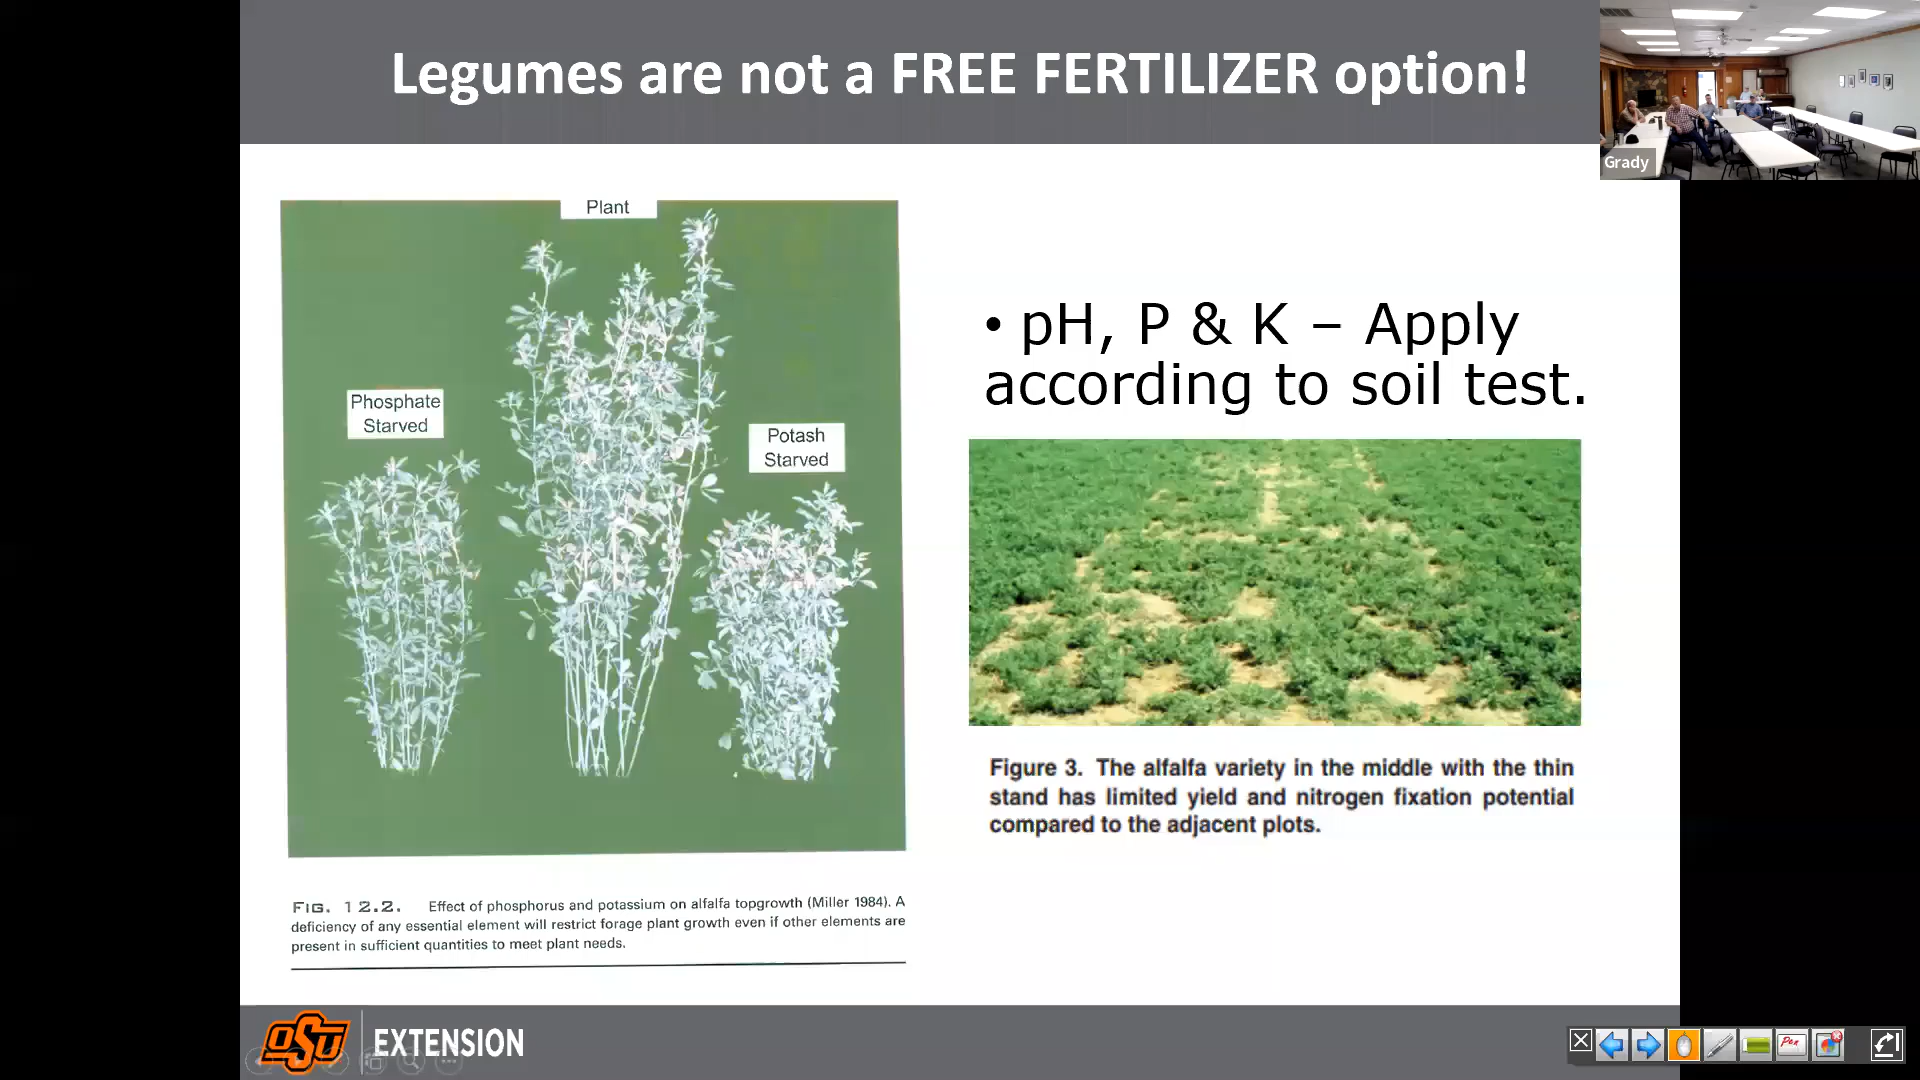 Legumes are not a FREE FERTILIZER option!
Grady
Plant
Phosphate
Starved
Potash
Starved
• pH, P & K – Apply
according to soil test.
Figure 3. The alfalfa variety in the middle with the thin
stand has limited yield and nitrogen fixation potential
compared to the adjacent plots.
FIG. 12.2. Effect of phosphorus and potassium on alfalfa topgrowth (Miller 1984). A
deficiency of any essential element will restrict forage plant growth even if other elements are
present in sufficient quantities to meet plant needs.
OSU EXTENSION
Pen